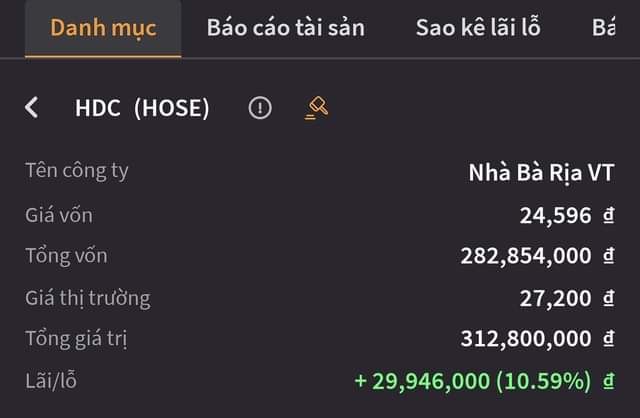 Danh mục Báo cáo tài sản Sao kê lãi lỗ Bá
HDC (HOSE)
Tên công ty Nhà Bà Rịa VT
Giá vốn 24,596 đ
Tổng vốn 282,854,000 đ
Giá thị trường 27,200 đ
Tổng giá trị 312,800,000 đ
Lãi/lỗ + 29,946,000 (10.59%) đ